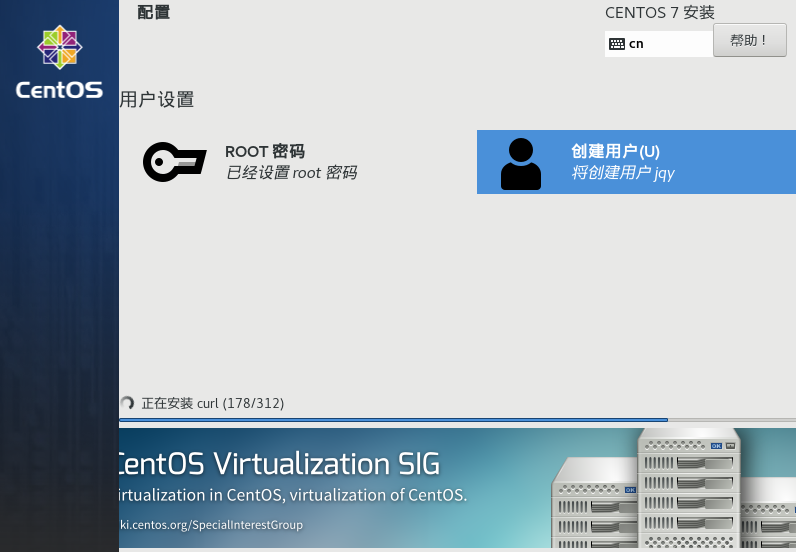 配置
CENTOS 7 安装
cn
帮助！
CentOS
用户设置
ROOT 密码
已经设置 root 密码
创建用户(U)
将创建用户 jqy
正在安装 curl (178/312)
CentOS Virtualization SIG
irtualization in CentOS, virtualization of CentOS.
ki.centos.org/SpecialInterestGroup
OK
OK